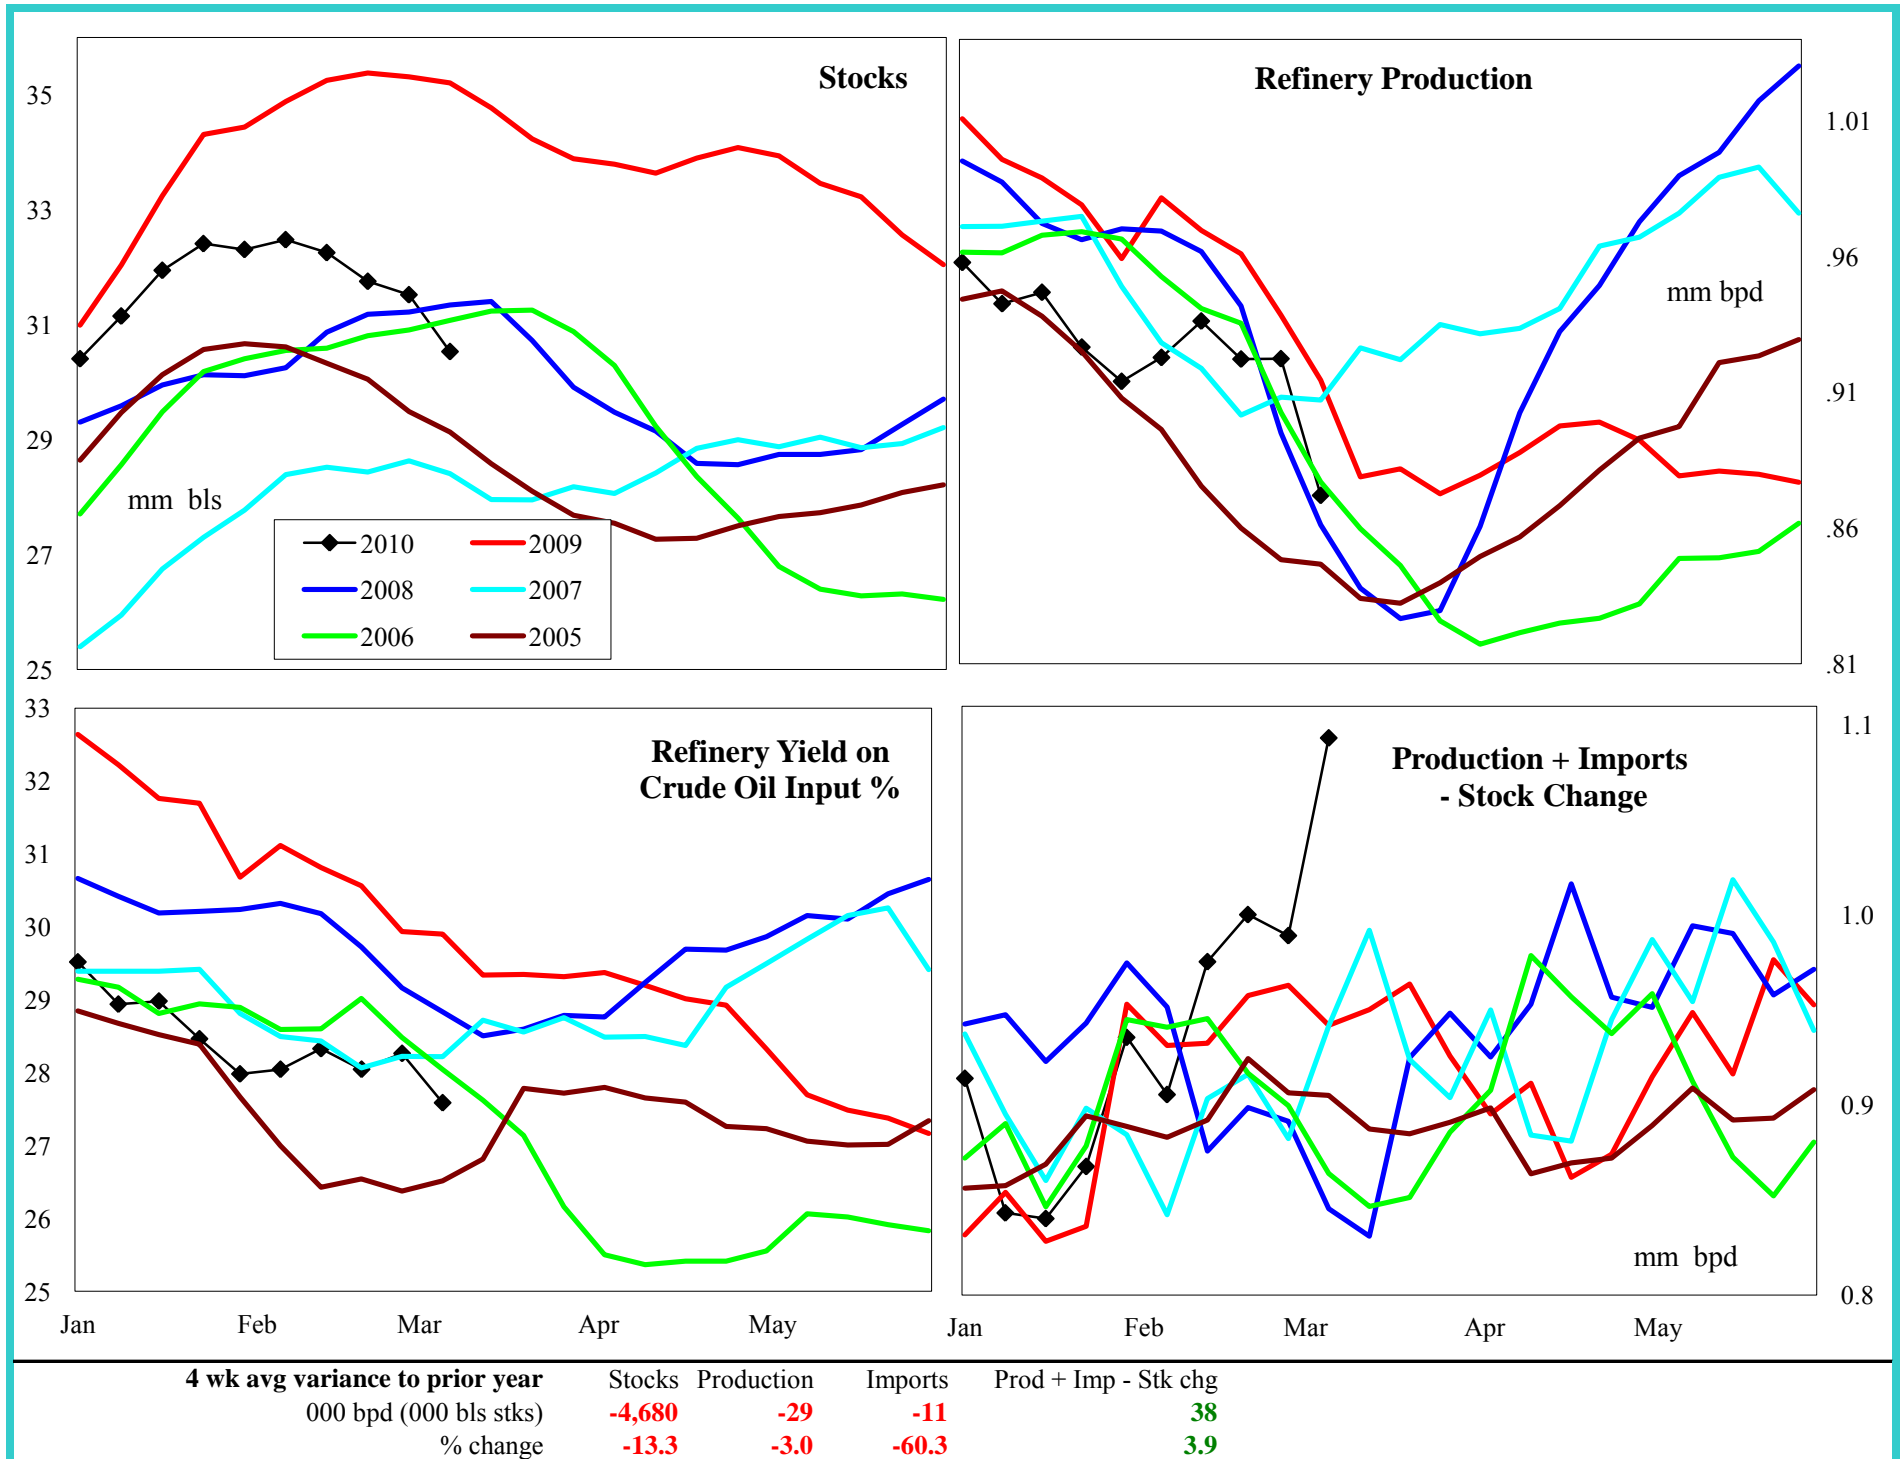 Stocks
35
33
31
29
27
25
mm bls
2010
2009
2008
2007
2006
2005
Refinery Production
1.01
.96
.91
.86
.81
mm bpd
Refinery Yield on
Crude Oil Input %
33
32
31
30
29
28
27
26
25
Jan Feb Mar Apr May
Production + Imports
- Stock Change
1.1
1.0
0.9
0.8
mm bpd
Jan Feb Mar Apr May
4 wk avg variance to prior year Stocks Production Imports Prod + Imp - Stk chg
000 bpd (000 bls stks) -4,680 -29 -11 38
% change -13.3 -3.0 -60.3 3.9